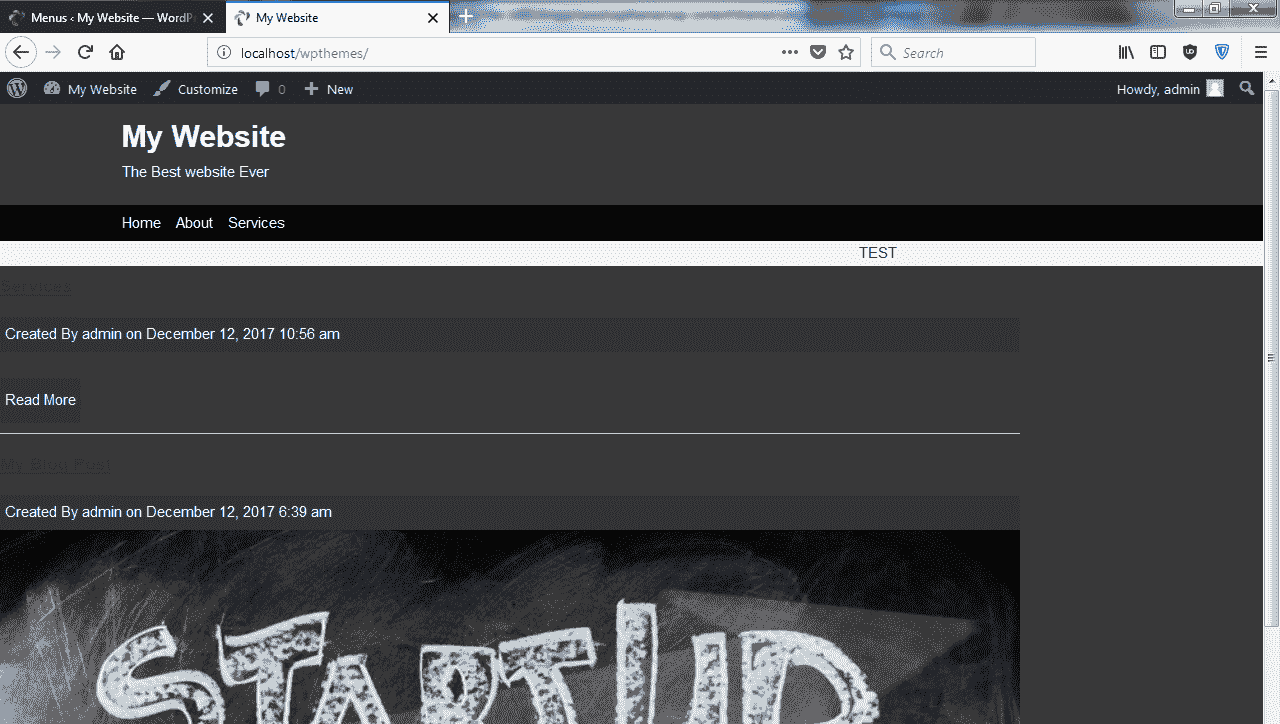 Menus ‹ My Website — WordP
My Website
localhost/wpthemes/
Search
My Website
Customize
0
New
Howdy, admin
My Website
The Best website Ever
Home About Services
TEST
Services
Created By admin on December 12, 2017 10:56 am
Read More
My Blog Post
Created By admin on December 12, 2017 6:39 am
STARTUP